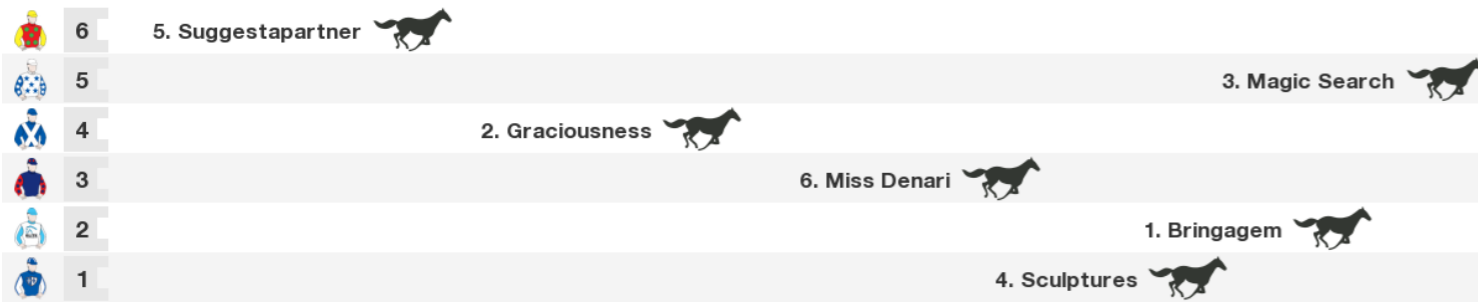 6 5. Suggestapartner
5 3. Magic Search
4 2. Graciousness
3 6. Miss Denari
2 1. Bringagem
1 4. Sculptures